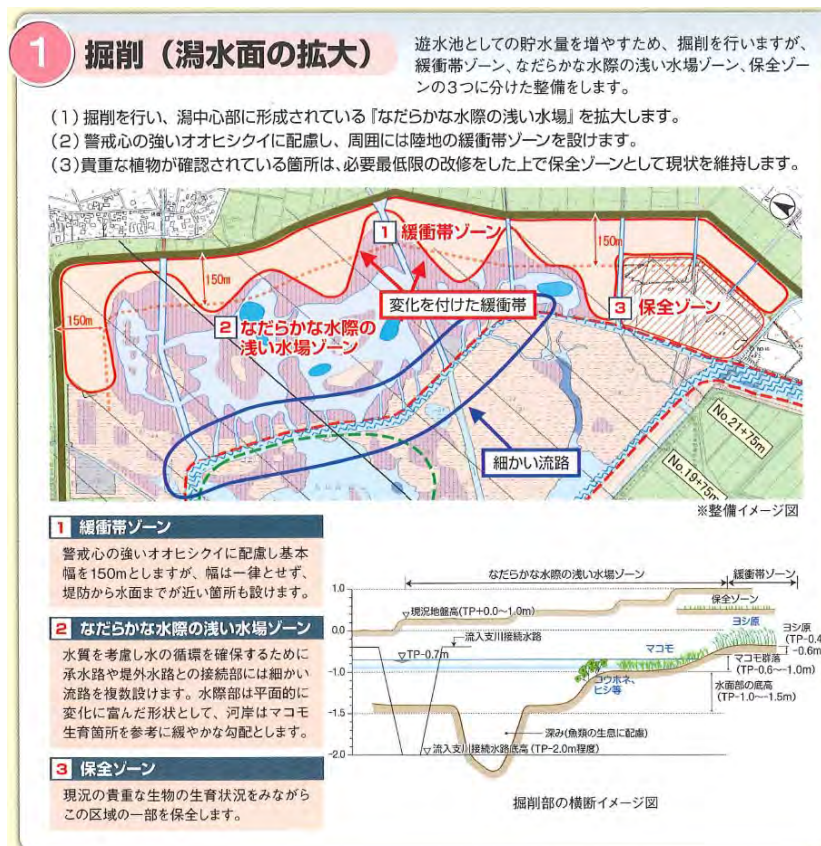 1 掘削（潟水面の拡大）
遊水池としての貯水量を増やすため、掘削を行いますが、
緩衝帯ゾーン、なだらかな水際の浅い水場ゾーン、保全ゾー
ンの3つに分けた整備をします。
(1)掘削を行い、潟中心部に形成されている『なだらかな水際の浅い水場』を拡大します。
(2)警戒心の強いオオヒシクイに配慮し、周囲には陸地の緩衝帯ゾーンを設けます。
(3)貴重な植物が確認されている箇所は、必要最低限の改修をした上で保全ゾーンとして現状を維持します。
1 緩衝帯ゾーン
150m
150m
150m
変化を付けた緩衝帯
3 保全ゾーン
2 なだらかな水際の
浅い水場ゾーン
細かい流路
No.21+75m
No.19+75m
※整備イメージ図
1 緩衝帯ゾーン
警戒心の強いオオヒシクイに配慮し基本
幅を150mとしますが、幅は一律とせず、
堤防から水面までが近い箇所も設けます。
2 なだらかな水際の浅い水場ゾーン
水質を考慮し水の循環を確保するために
承水路や堤外水路との接続部には細かい
流路を複数設けます。水際部は平面的に
変化に富んだ形状として、河岸はマコモ
生育箇所を参考に緩やかな勾配とします。
3 保全ゾーン
現況の貴重な生物の生育状況をみながら
この区域の一部を保全します。
なだらかな水際の浅い水場ゾーン
緩衝帯ゾーン
1.0
保全ゾーン
現況地盤高(TP+0.0〜1.0m)
0.0
ヨシ原
ヨシ原
(TP-0.4
-0.6m)
流入支川接続水路
TP-0.7m
マコモ
マコモ群落
(TP-0.6〜-1.0m)
-1.0
コウホネ、
ヒシ等
水面部の底高
(TP-1.0〜-1.5m)
-1.5
深み(魚類の生息に配慮)
-2.0
流入支川接続水路底高(TP-2.0m程度)
掘削部の横断イメージ図